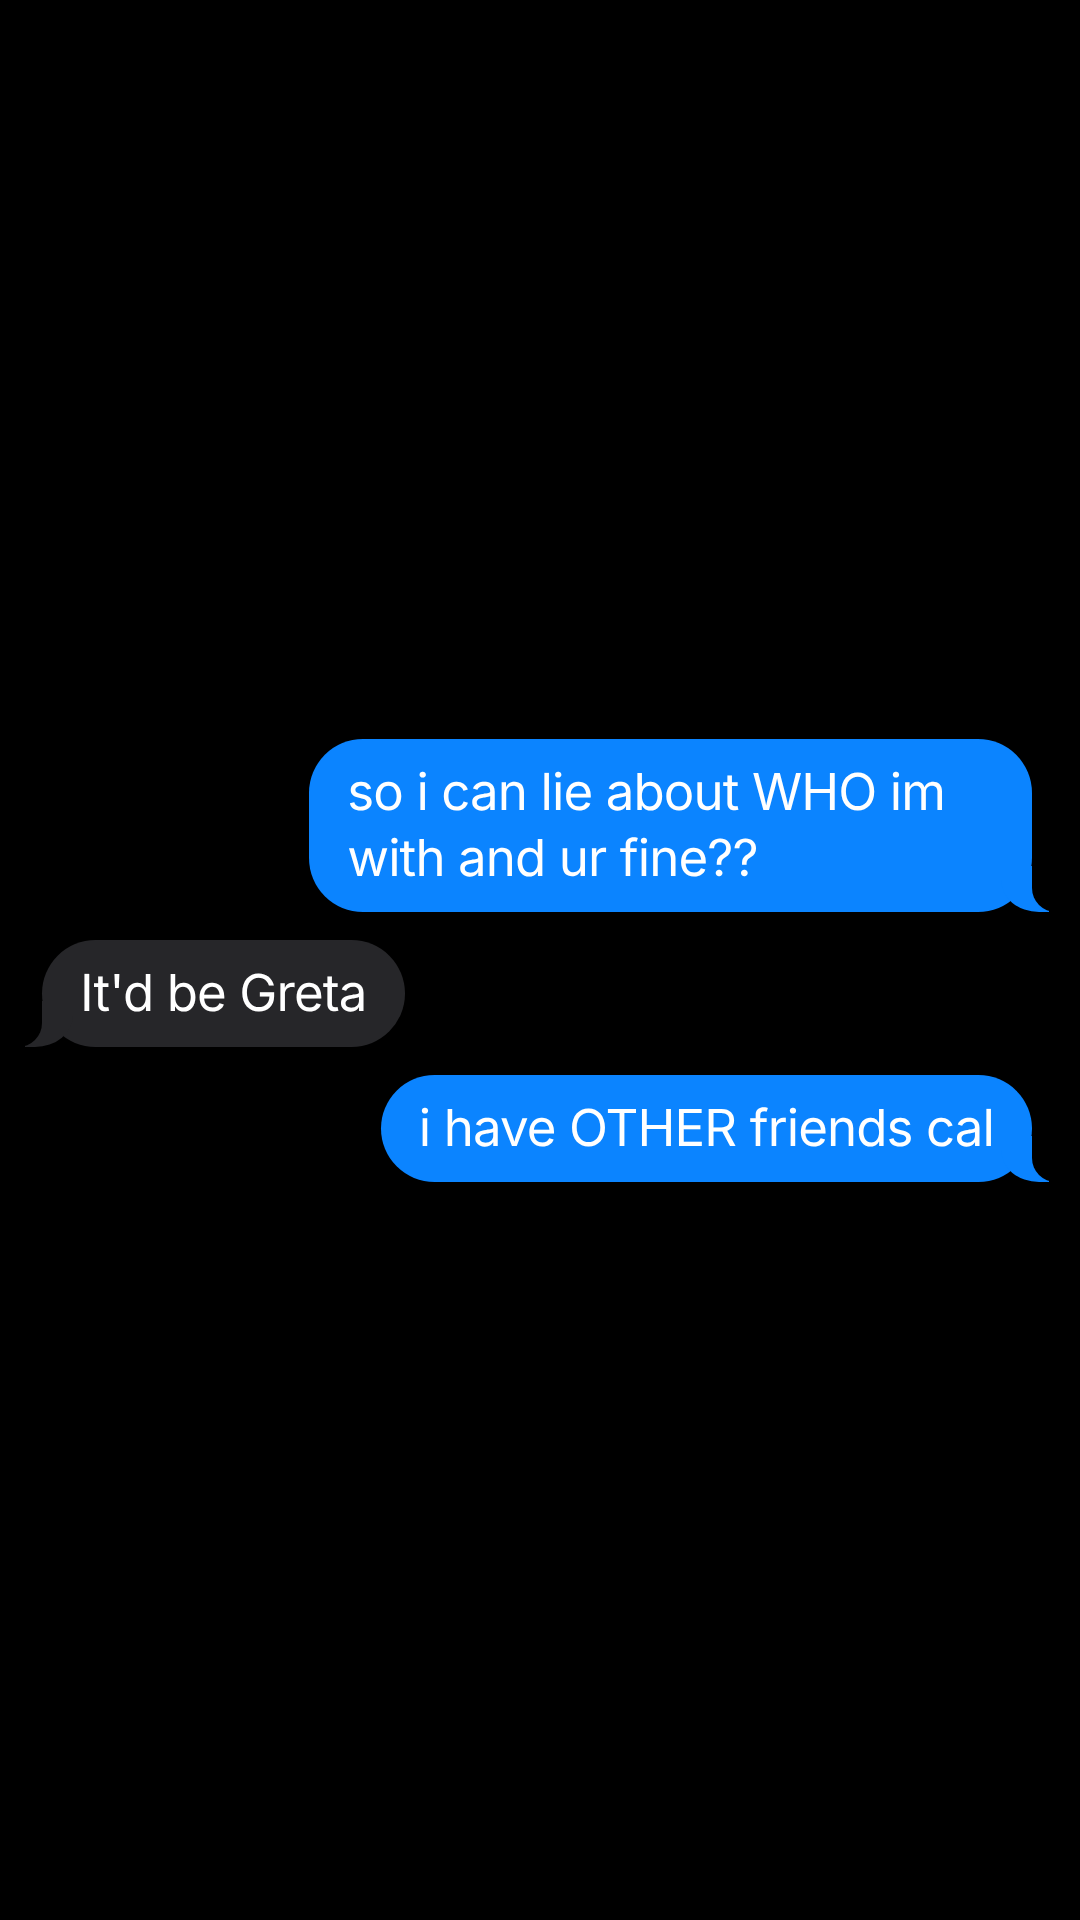 so i can lie about WHO im
with and ur fine??
It'd be Greta
i have OTHER friends cal